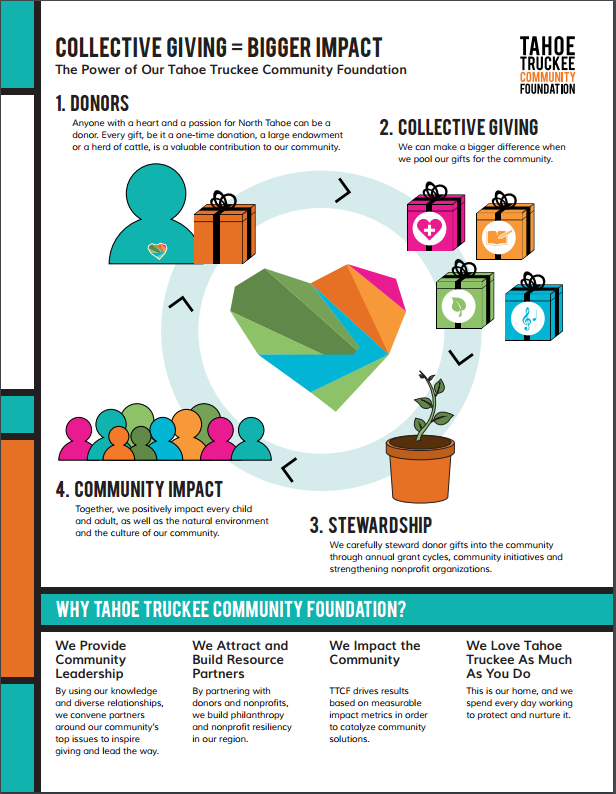 COLLECTIVE GIVING = BIGGER IMPACT
The Power of Our Tahoe Truckee Community Foundation
TAHOE
TRUCKEE
COMMUNITY
FOUNDATION
1. DONORS
Anyone with a heart and a passion for North Tahoe can be a
donor. Every gift, be it a one-time donation, a large endowment
or a herd of cattle, is a valuable contribution to our community.
2. COLLECTIVE GIVING
We can make a bigger difference when
we pool our gifts for the community.
4. COMMUNITY IMPACT
Together, we positively impact every child
and adult, as well as the natural environment
and the culture of our community.
3. STEWARDSHIP
We carefully steward donor gifts into the community
through annual grant cycles, community initiatives and
strengthening nonprofit organizations.
WHY TAHOE TRUCKEE COMMUNITY FOUNDATION?
We Provide
Community
Leadership
By using our knowledge
and diverse relationships,
we convene partners
around our community's
top issues to inspire
giving and lead the way.
We Attract and
Build Resource
Partners
By partnering with
donors and nonprofits,
we build philanthropy
and nonprofit resiliency
in our region.
We Impact the
Community
TTCF drives results
based on measurable
impact metrics in order
to catalyze community
solutions.
We Love Tahoe
Truckee As Much
As You Do
This is our home, and we
spend every day working
to protect and nurture it.